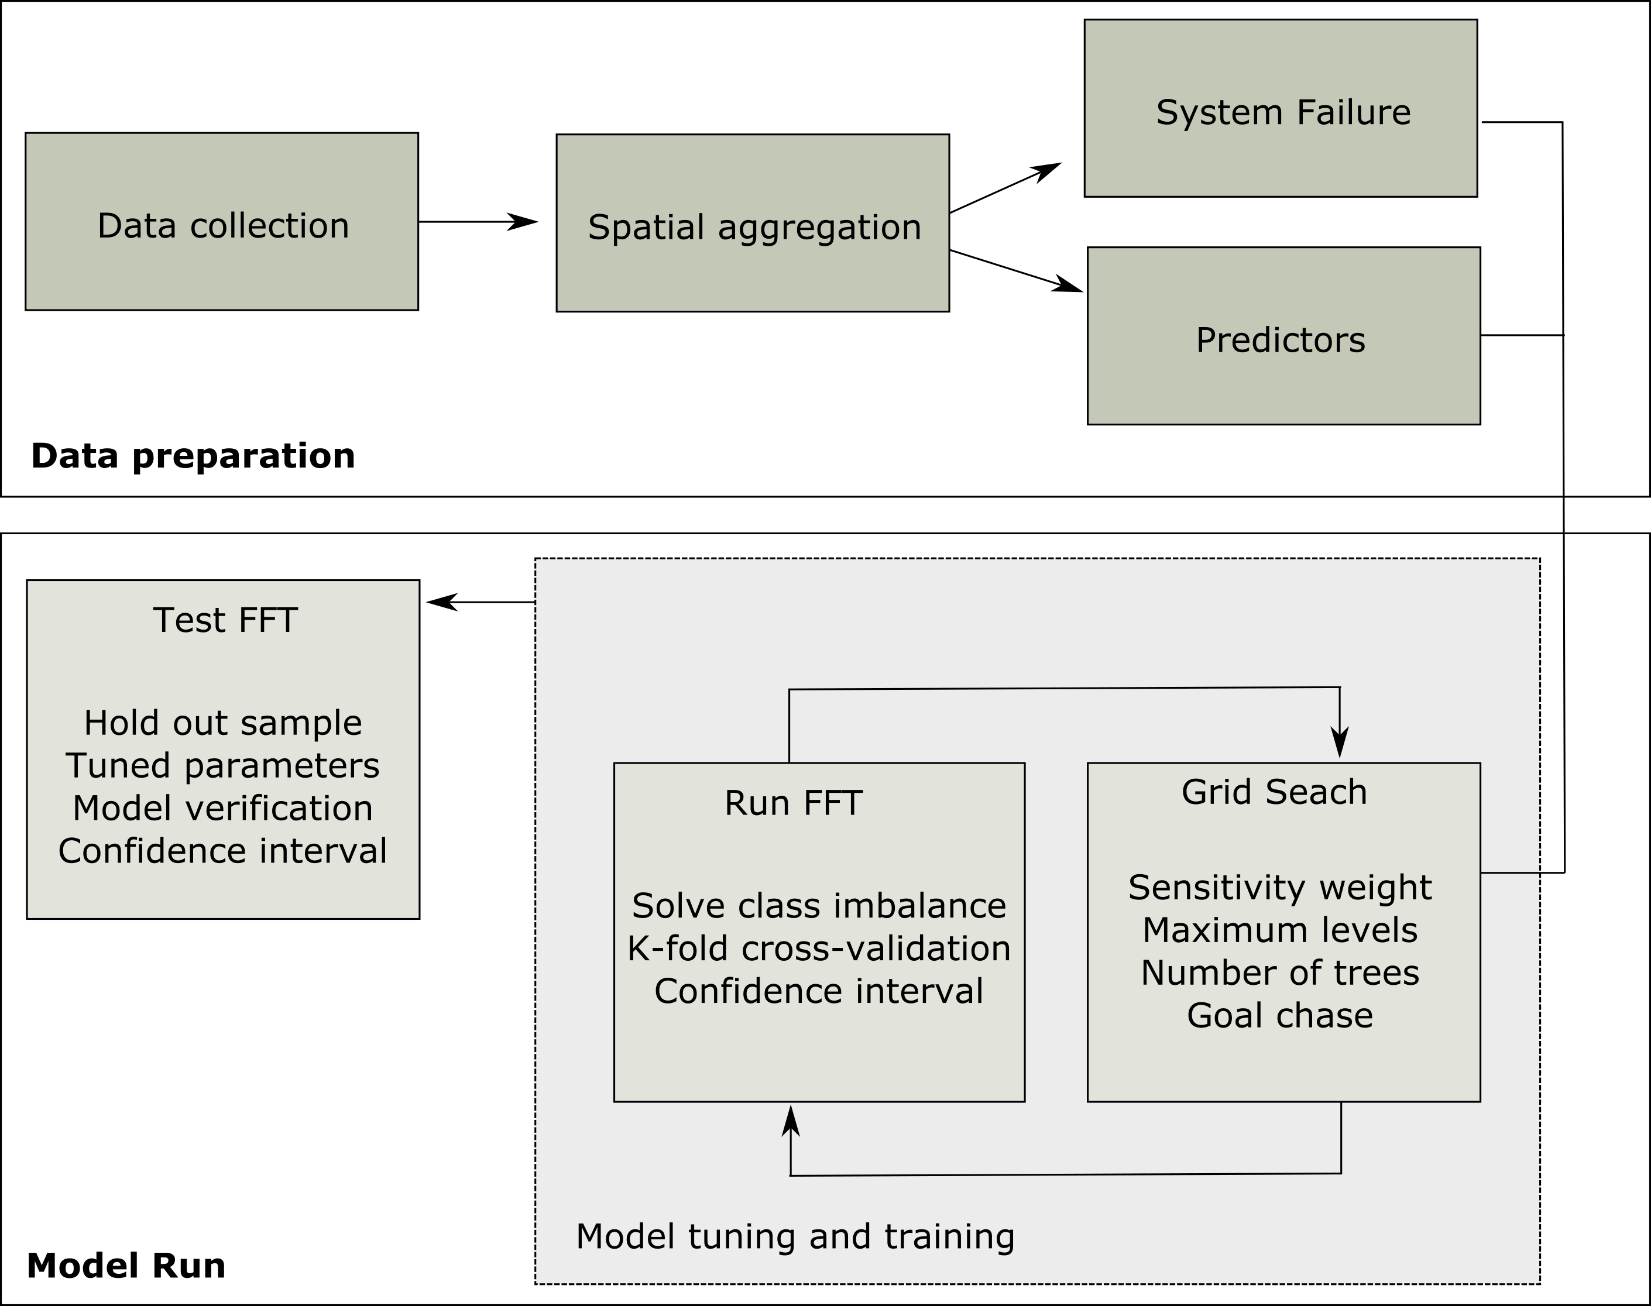 System Failure
Data collection
Spatial aggregation
Predictors
Data preparation
Test FFT
Hold out sample
Tuned parameters
Model verification
Confidence interval
Run FFT
Solve class imbalance
K-fold cross-validation
Confidence interval
Grid Seach
Sensitivity weight
Maximum levels
Number of trees
Goal chase
Model tuning and training
Model Run